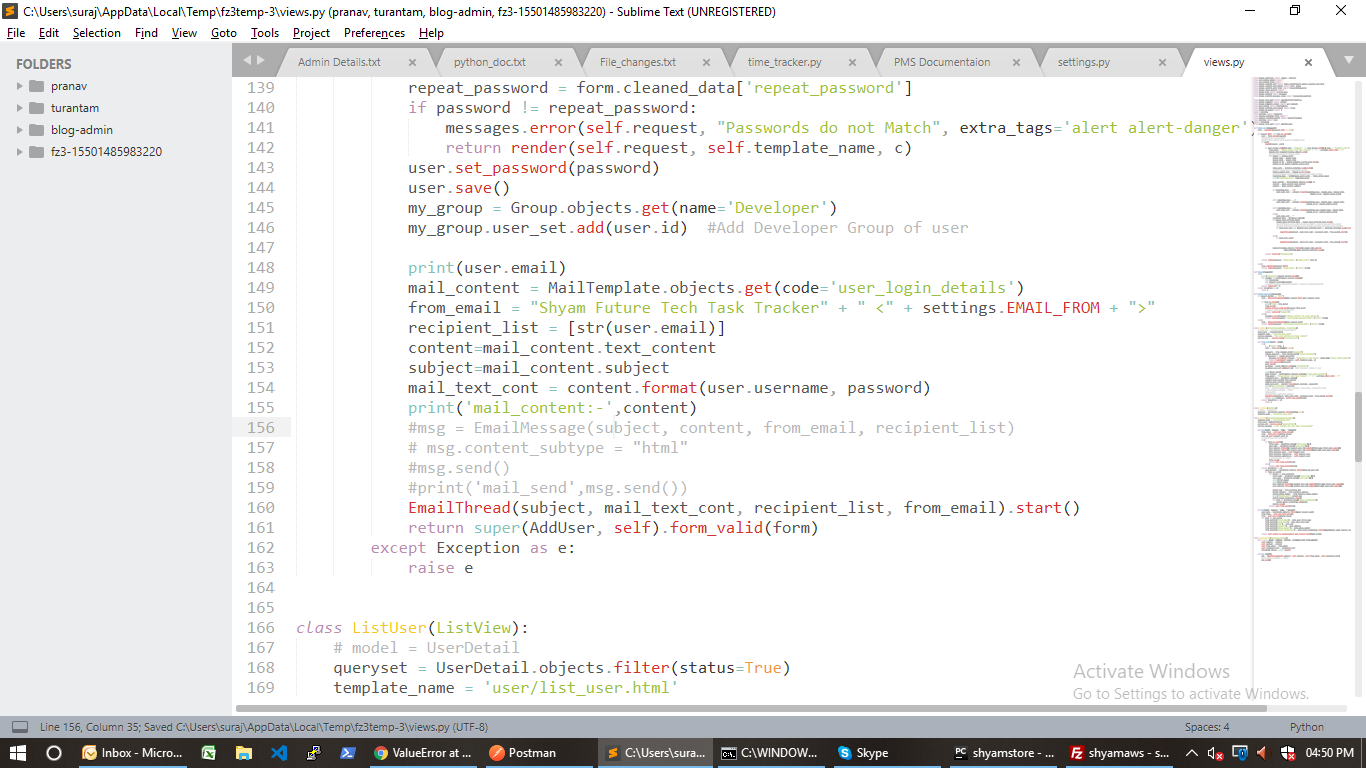 C:\Users\suraj\AppData\Local\Temp\fz3temp-3\views.py (pranav, turantam, blog-admin, fz3-15501485983220) - Sublime Text (UNREGISTERED)
File Edit Selection Find View Goto Tools Project Preferences Help
FOLDERS
pranav
turantam
blog-admin
fz3-15501485983220
Admin Details.txt python_doc.txt File_changes.txt time_tracker.py PMS Documentaion settings.py views.py
139 repeat_password = form.cleaned_data['repeat_password']
140 if password != repeat_password:
141 messages.error(self.request, "Passwords do not Match", extra_tags='alert alert-danger'
142 return render(self.request, self.template_name, c)
143 user.set_password(password)
144 user.save()
145 my_group = Group.objects.get(name='Developer')
146 my_group.user_set.add(user.id)  #Add Developer Group of user
147
148 print(user.email)
149 mail_content = MailTemplate.objects.get(code='user_login_details')
150 from_email = "Shyam Future Tech Task Tracker" + " <" + settings.EMAIL_FROM + ">"
151 recipient_list = [str(user.email)]
152 content=mail_content.text_content
153 subject=mail_content.subject
154 mail_text_cont = contnt.format(user.username, password)
155 print('mail_content:-',content)
156 #msg = EmailMessage(subject, content, from_email, recipient_list)
157 # msg.content_subtype = "html"
158 #msg.send()
159 #print('mail_send',msg.send())
160 EmailThread(subject, mail_text_cont, recipient_list, from_email).start()
161 return super(AddUser, self).form_valid(form)
162 except Exception as e:
163 raise e
164
165
166 class ListUser(ListView):
167 # model = UserDetail
168 queryset = UserDetail.objects.filter(status=True)
169 template_name = 'user/list_user.html'
Activate Windows
Go to Settings to activate Windows.
Line 156, Column 35; Saved C:\Users\suraj\AppData\Local\Temp\fz3temp-3\views.py (UTF-8) Spaces: 4 Python
Inbox - Micro... ValueError at ... Postman C:\Users\sura... C:\WINDOW... Skype shyamstore - ... shyamaws - s... 04:50 PM